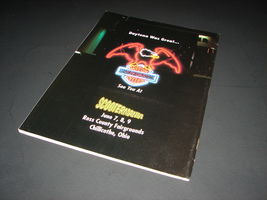 Daytona Was Great...
See You At
SCOOTERMANIA
June 7, 8, 9
Ross County Fairgrounds
Chillicothe, Ohio